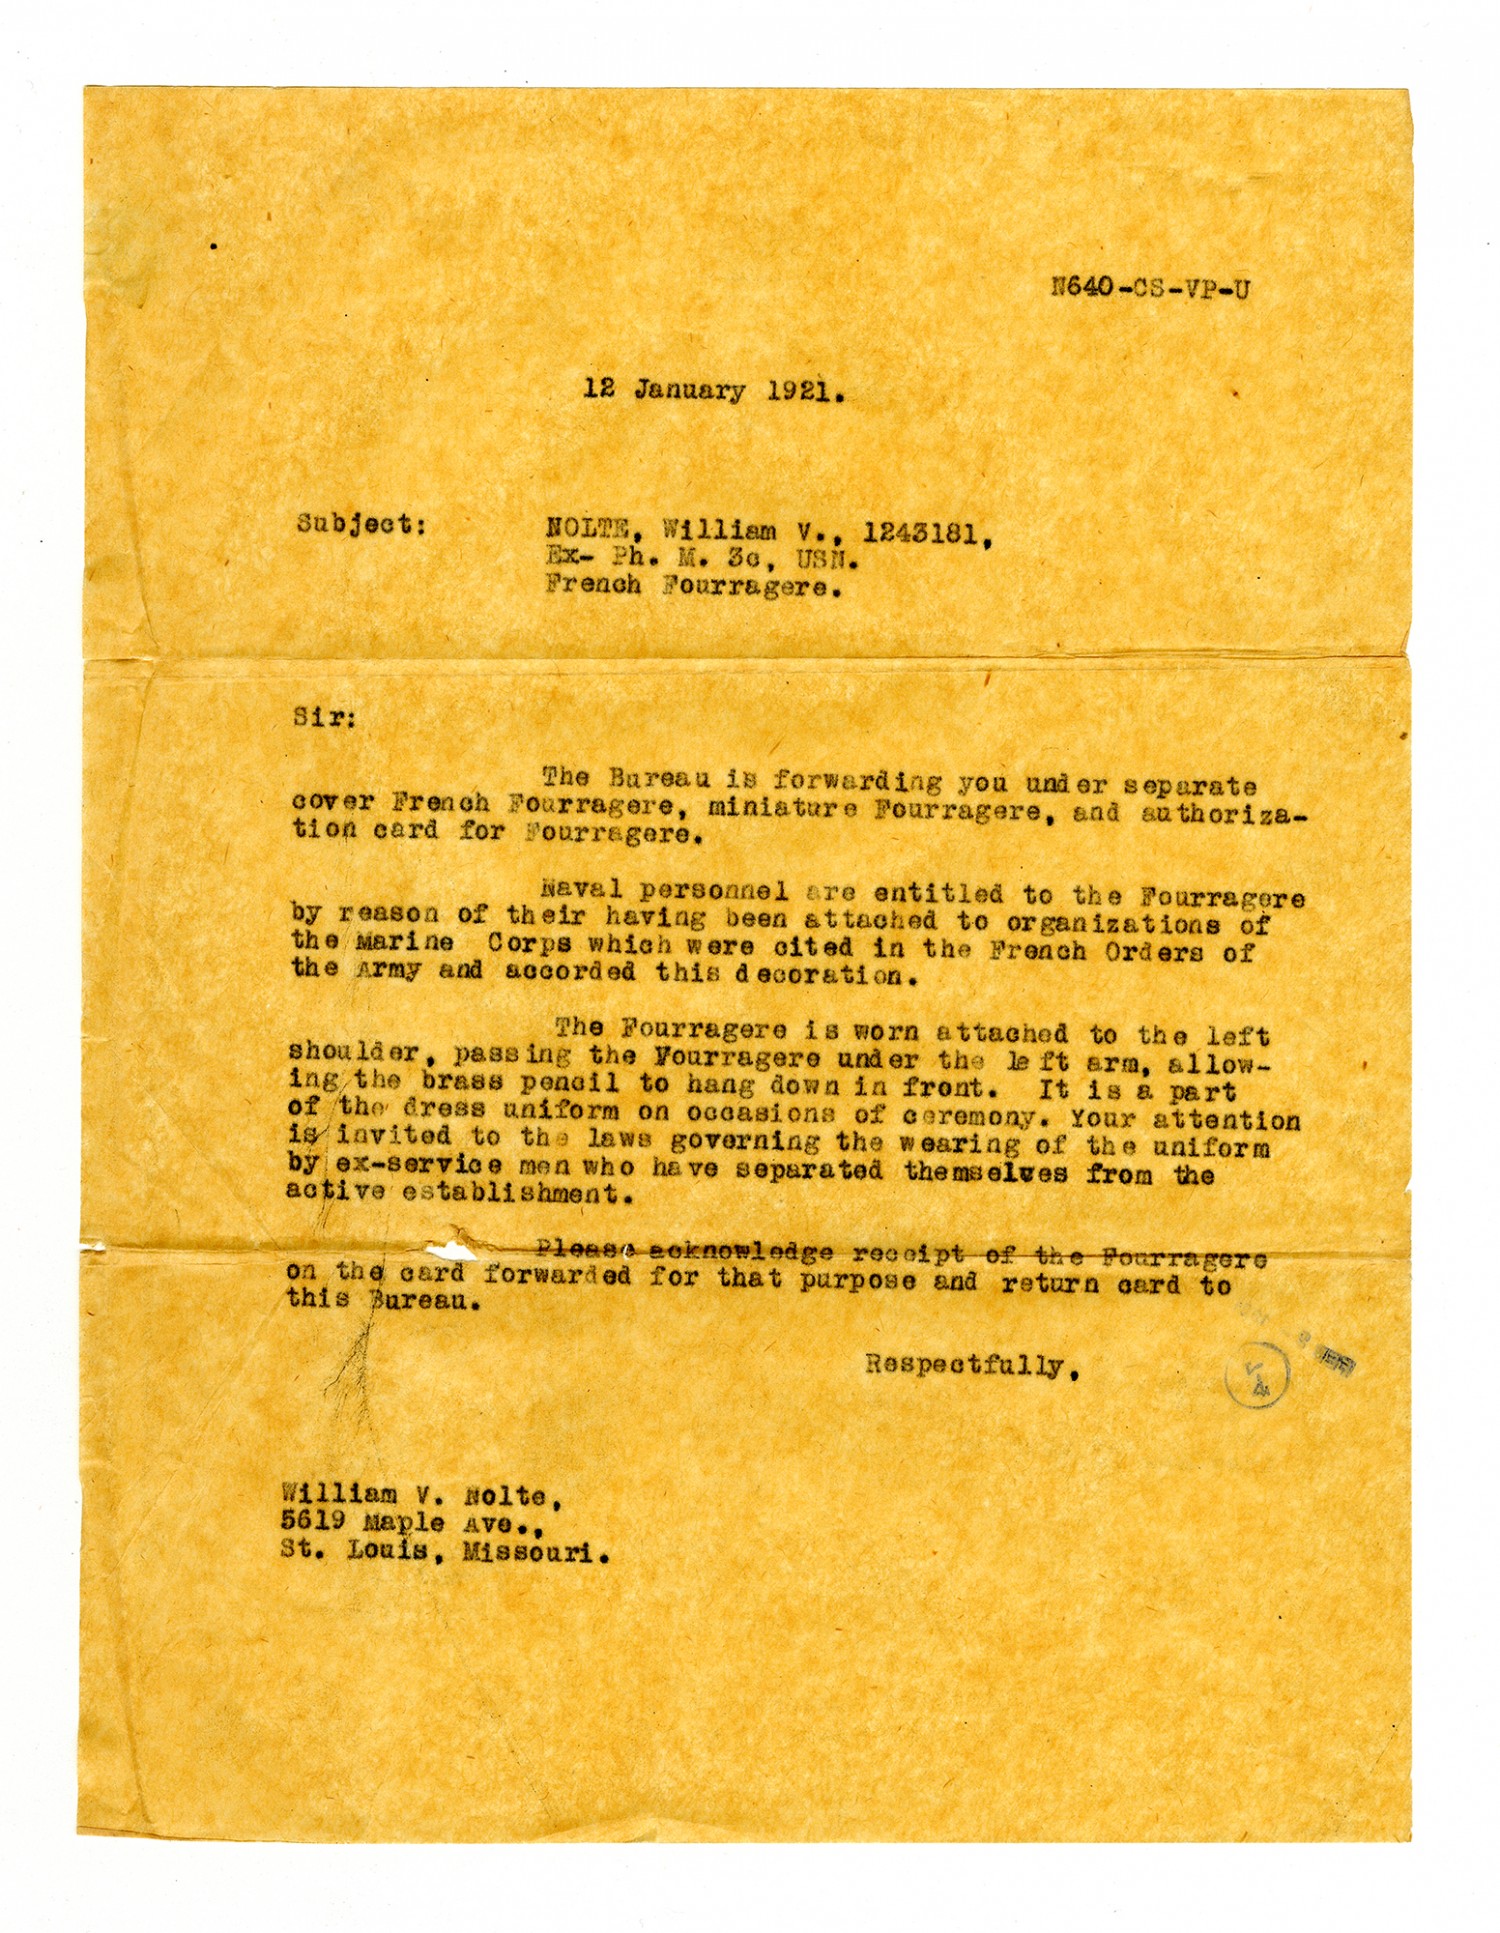 N640-CS-VP-U
12 January 1921.
Subject: NOLTE, William V., 1243181,
Ex- Ph. M. 3c, USN.
French Fourragere.
Sir:
The Bureau is forwarding you under separate
cover French Fourragere, miniature Fourragere, and authoriza-
tion card for Fourragere.
Naval personnel are entitled to the Fourragere
by reason of their having been attached to organizations of
the Marine Corps which were cited in the French Orders of
the Army and accorded this decoration.
The Fourragere is worn attached to the left
shoulder, passing the Fourragere under the left arm, allow-
ing the brass pencil to hang down in front. It is a part
of the dress uniform on occasions of ceremony. Your attention
is invited to the laws governing the wearing of the uniform
by ex-service men who have separated themselves from the
active establishment.
Please acknowledge receipt of the Fourragere
on the card forwarded for that purpose and return card to
this Bureau.
Respectfully,
William V. Nolte,
5619 Maple Ave.,
St. Louis, Missouri.